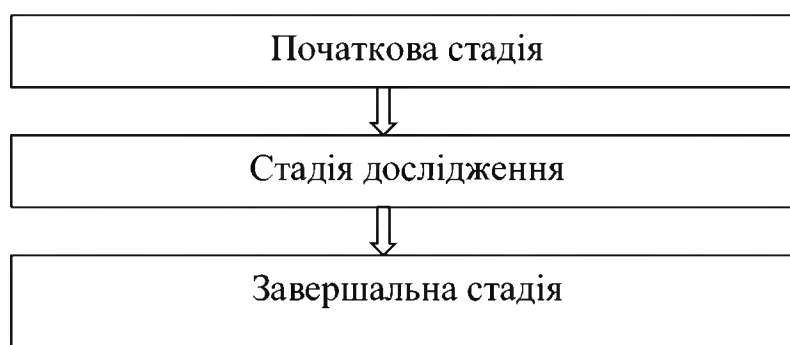 Початкова стадія
Стадія дослідження
Завершальна стадія